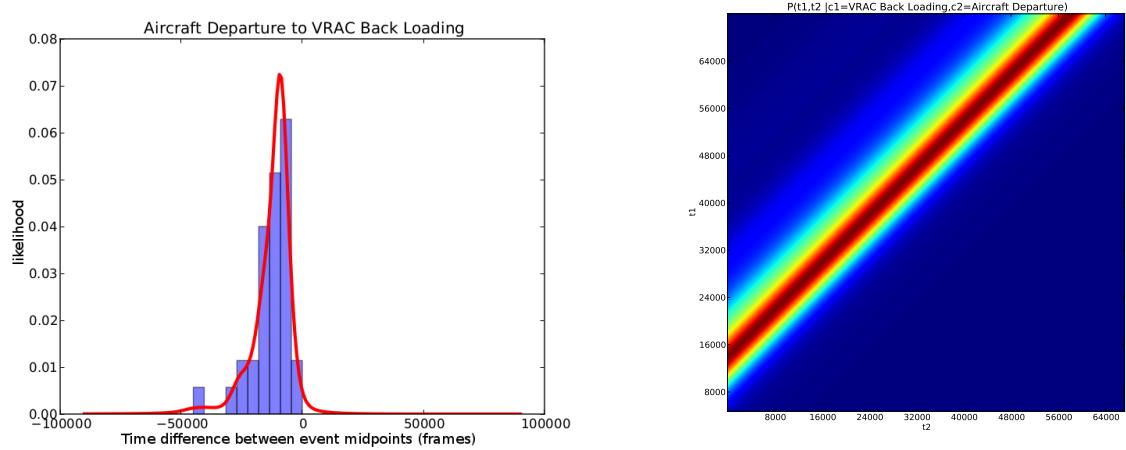 Aircraft Departure to VRAC Back Loading
0.08
0.07
0.06
0.05
0.04
0.03
0.02
0.01
0.00
likelihood
−100000 −50000 0 50000 100000
Time difference between event midpoints (frames)
P(t1,t2 |c1=VRAC Back Loading,c2=Aircraft Departure)
64000
56000
48000
40000
32000
24000
16000
8000
t1
8000 16000 24000 32000 40000 48000 56000 64000
t2